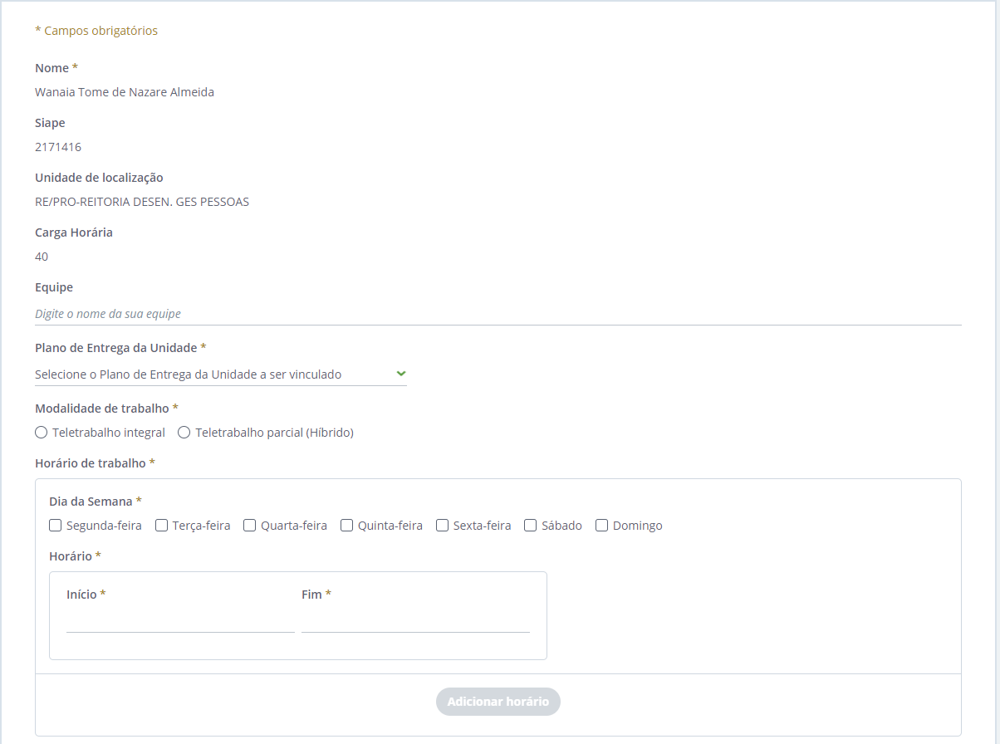 * Campos obrigatórios
Nome *
Wanaia Tome de Nazare Almeida
Siape
2171416
Unidade de localização
RE/PRO-REITORIA DESEN. GES PESSOAS
Carga Horária
40
Equipe
Digite o nome da sua equipe
Plano de Entrega da Unidade *
Selecione o Plano de Entrega da Unidade a ser vinculado
Modalidade de trabalho *
Teletrabalho integral Teletrabalho parcial (Híbrido)
Horário de trabalho *
Dia da Semana *
Segunda-feira Terça-feira Quarta-feira Quinta-feira Sexta-feira Sábado Domingo
Horário *
Início * Fim *
Adicionar horário